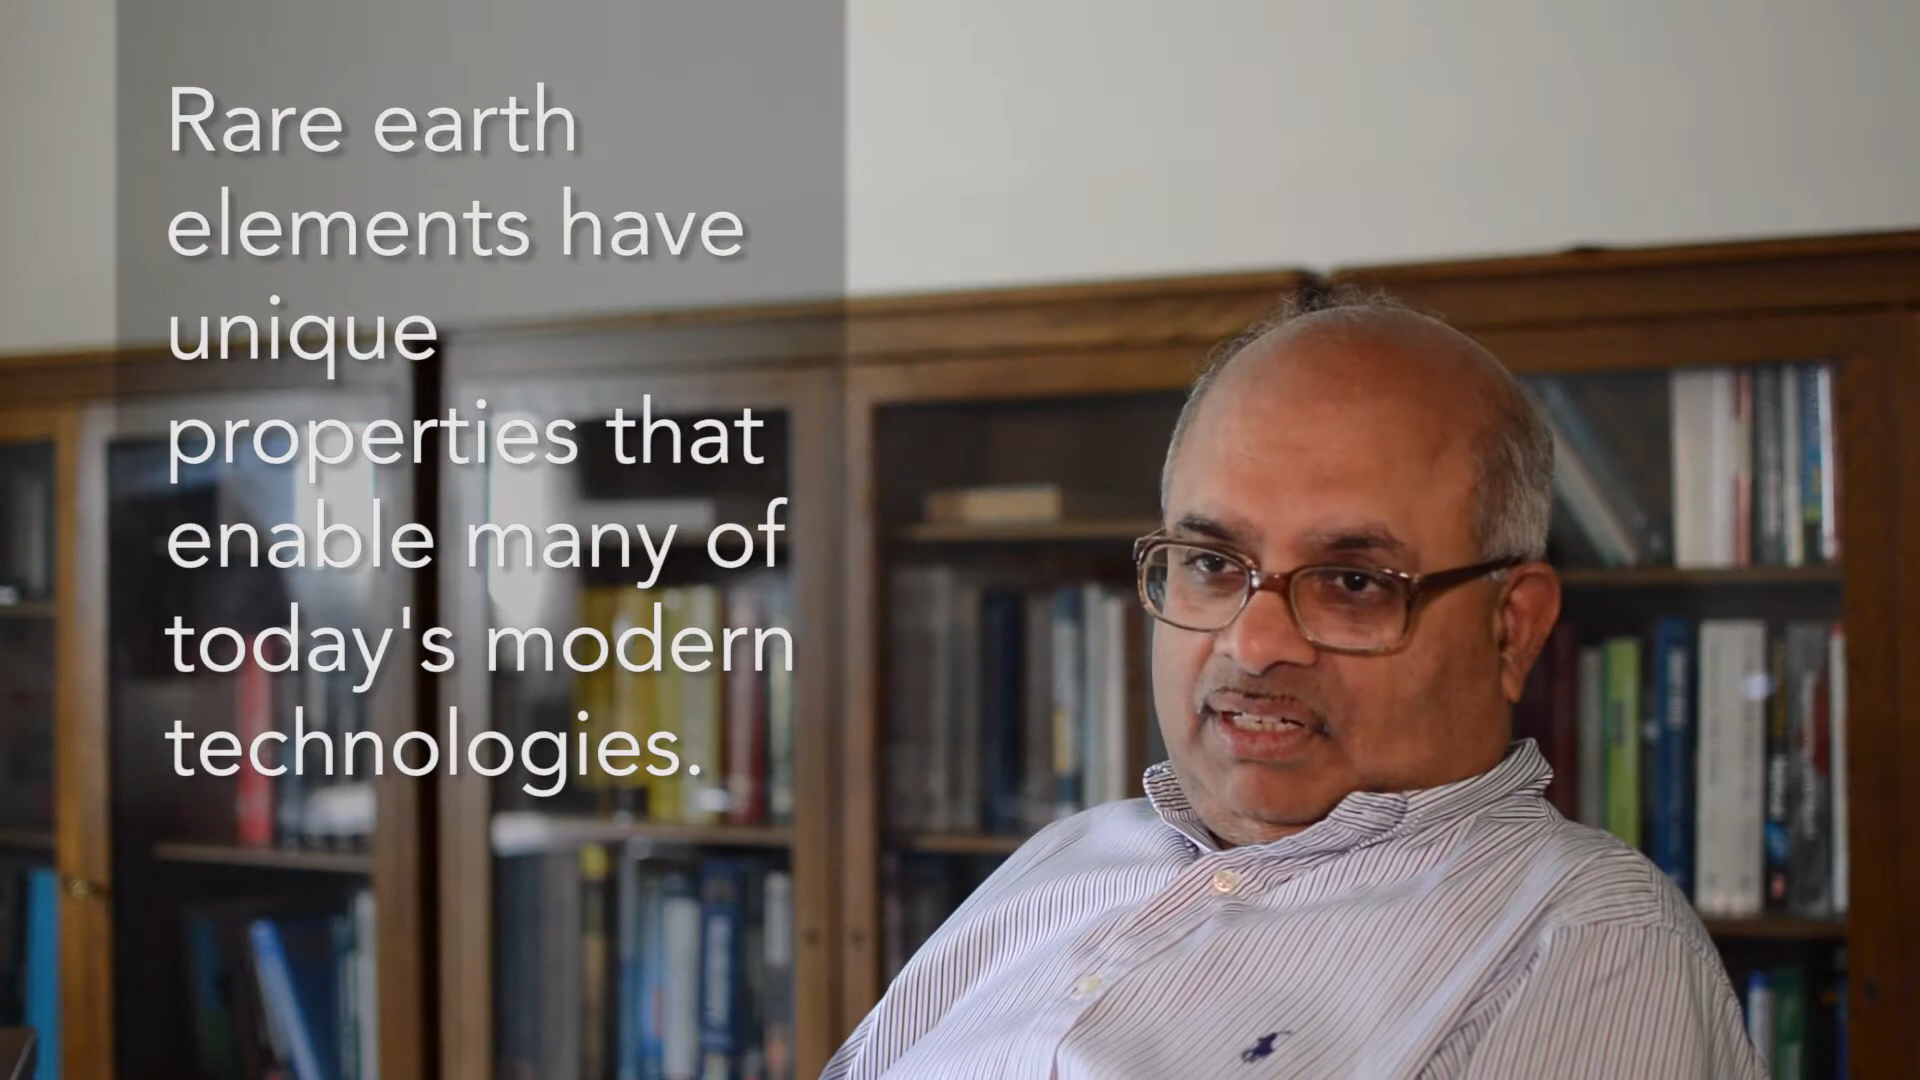 Rare earth
elements have
unique
properties that
enable many of
today's modern
technologies.